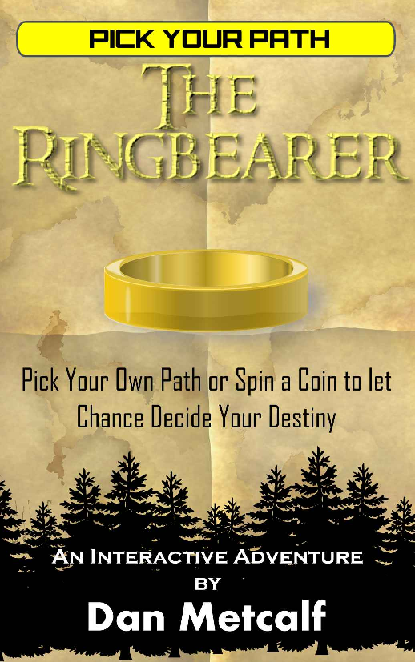 PICK YOUR PATH
THE
RINGBEARER
Pick Your Own Path or Spin a Coin to let
Chance Decide Your Destiny
AN INTERACTIVE ADVENTURE
BY
Dan Metcalf